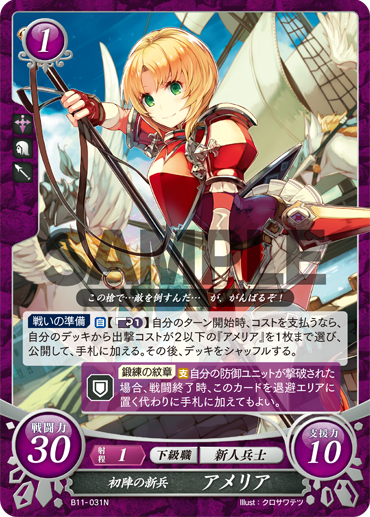 1
SAMPLE
この槍で…敵を倒すんだ… が、がんばるぞ！
戦いの準備 自【1】自分のターン開始時、コストを支払うなら、
自分のデッキから出撃コストが２以下の『アメリア』を1枚まで選び、
公開して、手札に加える。その後、デッキをシャッフルする。
鍛練の紋章 支 自分の防御ユニットが撃破された
場合、戦闘終了時、このカードを退避エリアに
置く代わりに手札に加えてもよい。
戦闘力
30
射程 1 下級職 新人兵士
支援力
10
初陣の新兵 アメリア
B11-031N
Illust：クロサワテツ